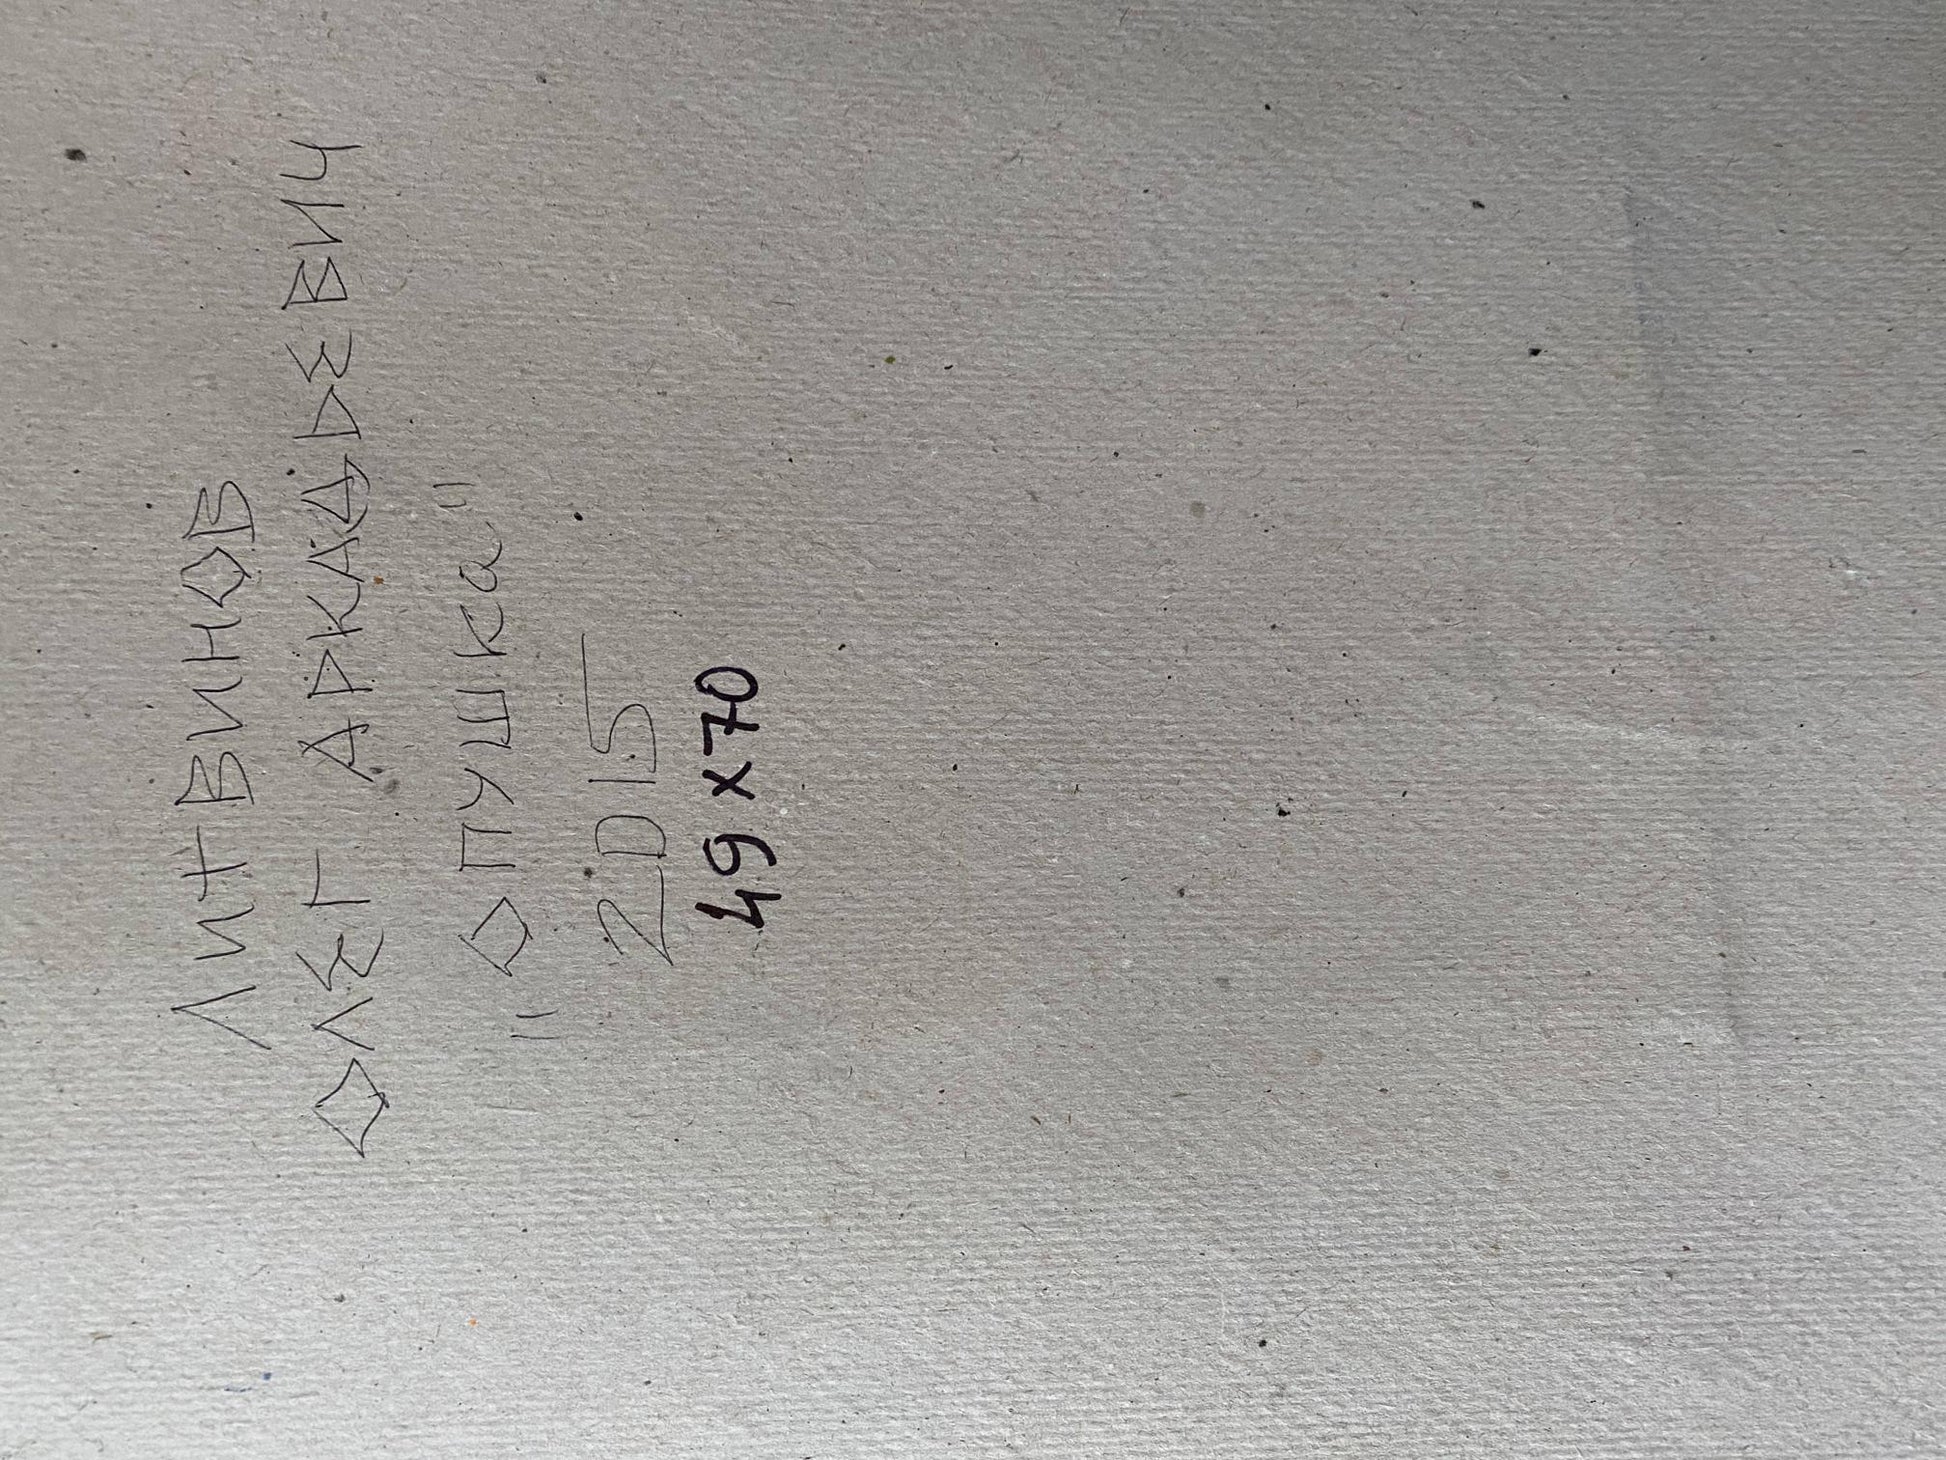 ЛИТВИНОВ
ОЛЕГ АРКАДЬЕВИЧ
"ОПУШКа"
2015
49 x 70